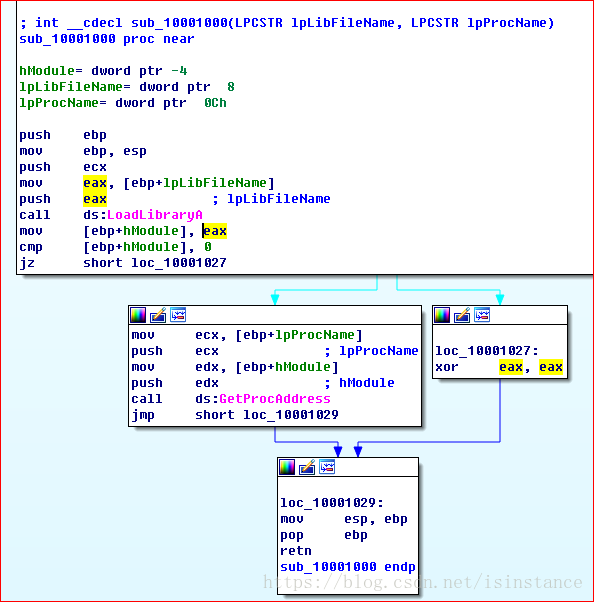 ; int __cdecl sub_10001000(LPCSTR lpLibFileName, LPCSTR lpProcName)
sub_10001000 proc near
hModule= dword ptr -4
lpLibFileName= dword ptr  8
lpProcName= dword ptr  0Ch
push    ebp
mov     ebp, esp
push    ecx
mov     eax, [ebp+lpLibFileName]
push    eax             ; lpLibFileName
call    ds:LoadLibraryA
mov     [ebp+hModule], eax
cmp     [ebp+hModule], 0
jz      short loc_10001027
mov     ecx, [ebp+lpProcName]
push    ecx             ; lpProcName
mov     edx, [ebp+hModule]
push    edx             ; hModule
call    ds:GetProcAddress
jmp     short loc_10001029
loc_10001027:
xor     eax, eax
loc_10001029:
mov     esp, ebp
pop     ebp
retn
sub_10001000 endp
https://blog.csdn.net/isinstance